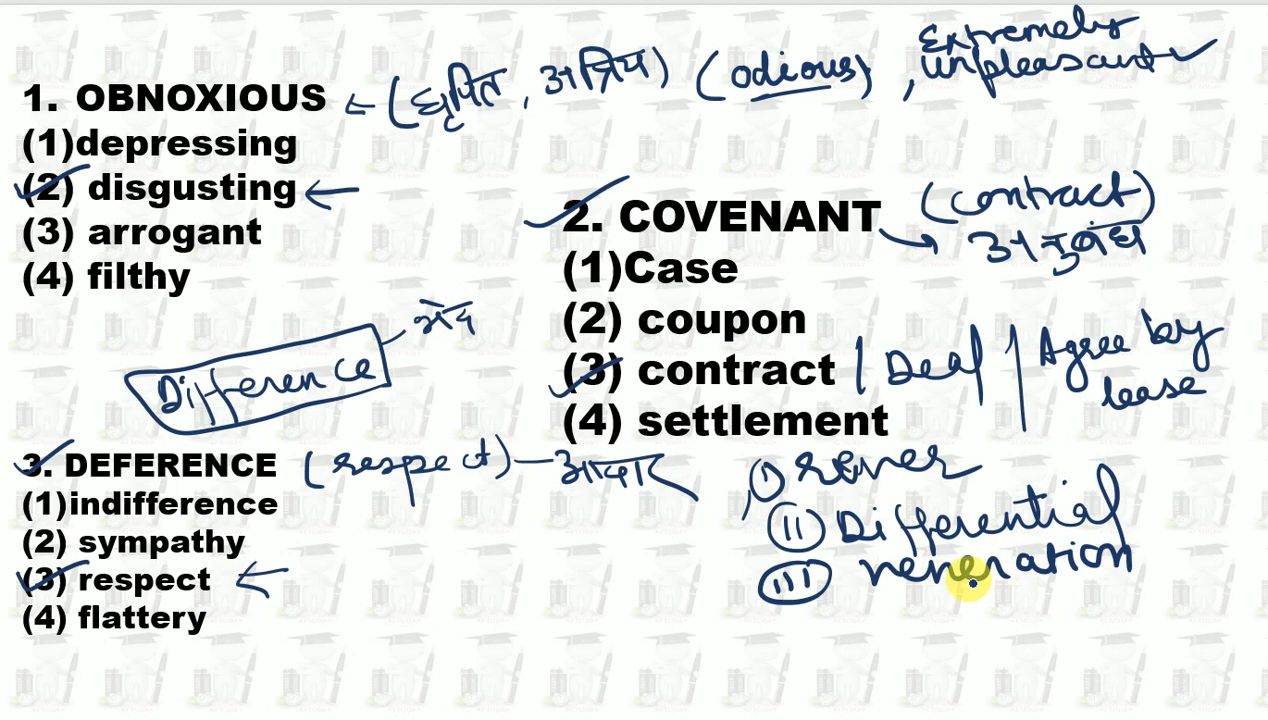 1. OBNOXIOUS ← (घृणित, अप्रिय) (odious), Extremely
unpleasant
(1)depressing
(2) disgusting ←
(3) arrogant
(4) filthy
2. COVENANT → (contract)
अनुबंध
(1)Case
(2) coupon
(3) contract | Deal | Agree by
lease
(4) settlement
Difference
3. DEFERENCE (respect) – आदर
(1)indifference
(2) sympathy
(3) respect ←
(4) flattery
(I) rever
(II) Differential
(III) veneration